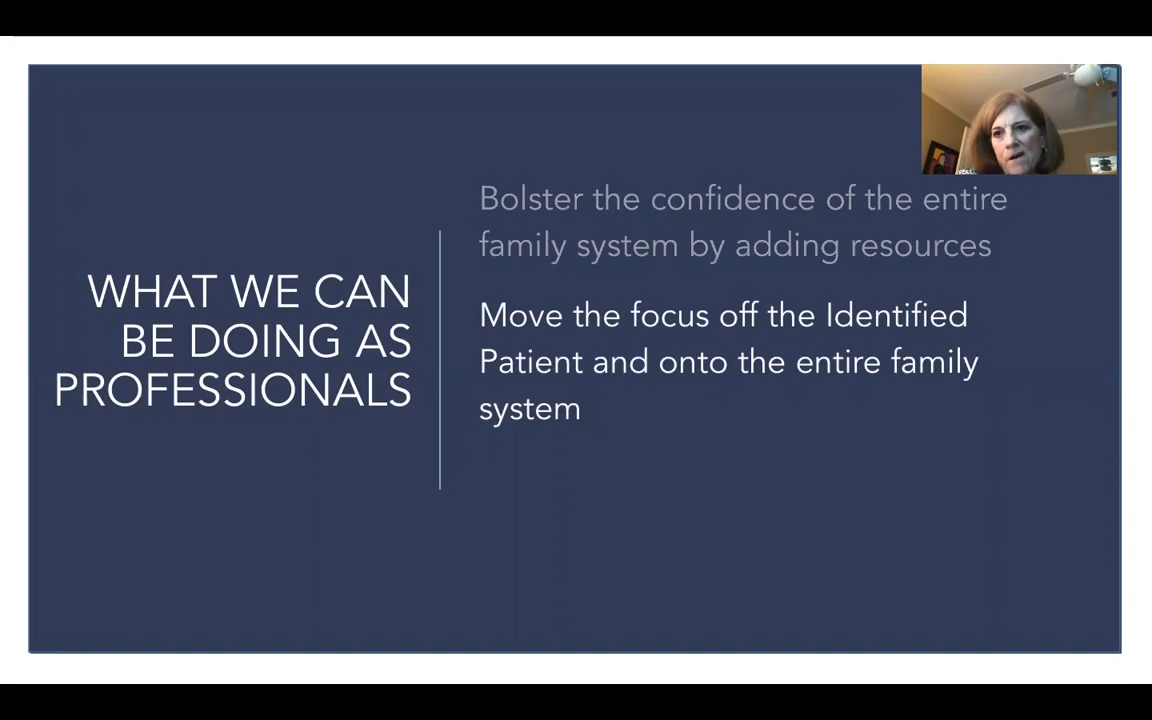 WHAT WE CAN
BE DOING AS
PROFESSIONALS
Bolster the confidence of the entire
family system by adding resources
Move the focus off the Identified
Patient and onto the entire family
system